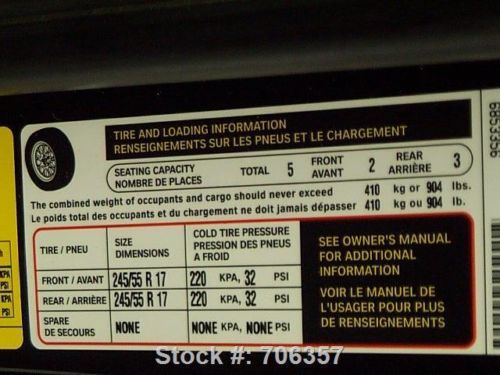 TIRE AND LOADING INFORMATION
RENSEIGNEMENTS SUR LES PNEUS ET LE CHARGEMENT
SEATING CAPACITY
NOMBRE DE PLACES
TOTAL 5 FRONT AVANT 2 REAR ARRIÈRE 3
The combined weight of occupants and cargo should never exceed 410 kg or 904 lbs.
Le poids total des occupants et du chargement ne doit jamais dépasser 410 kg ou 904 lb.
TIRE / PNEU
SIZE
DIMENSIONS
COLD TIRE PRESSURE
PRESSION DES PNEUS
A FROID
FRONT / AVANT 245/55 R 17 220 KPA, 32 PSI
REAR / ARRIÈRE 245/55 R 17 220 KPA, 32 PSI
SPARE
DE SECOURS
NONE NONE KPA, NONE PSI
SEE OWNER'S MANUAL
FOR ADDITIONAL
INFORMATION
VOIR LE MANUEL DE
L'USAGER POUR PLUS
DE RENSEIGNEMENTS
KPA
PSI
KPA
PSI
Stock #: 706357